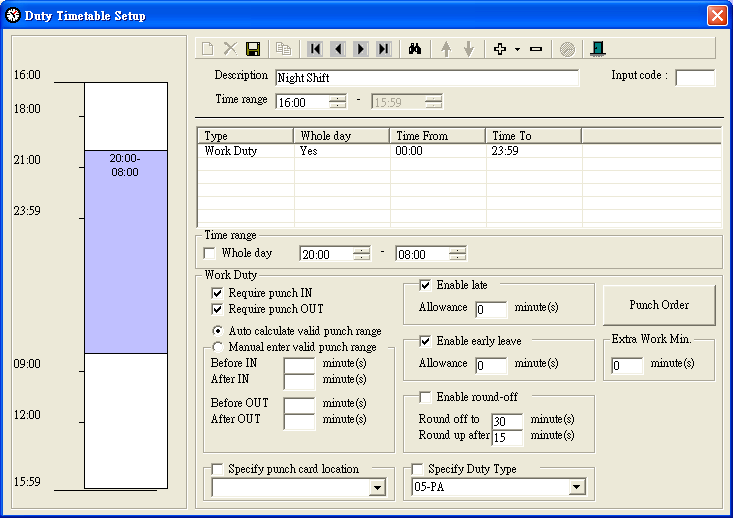 Duty Timetable Setup
Description Night Shift Input code :
Time range 16:00 - 15:59
16:00
18:00
21:00
23:59
09:00
12:00
15:59
20:00-
08:00
Type Whole day Time From Time To
Work Duty Yes 00:00 23:59
Time range
Whole day 20:00 - 08:00
Work Duty
Require punch IN
Require punch OUT
Auto calculate valid punch range
Manual enter valid punch range
Before IN minute(s)
After IN minute(s)
Before OUT minute(s)
After OUT minute(s)
Specify punch card location
Enable late
Allowance 0 minute(s)
Enable early leave
Allowance 0 minute(s)
Enable round-off
Round off to 30 minute(s)
Round up after 15 minute(s)
Specify Duty Type
05-PA
Punch Order
Extra Work Min.
0 minute(s)